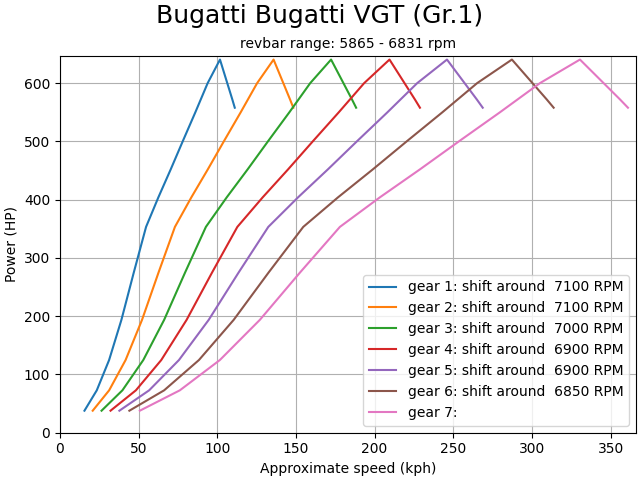 Bugatti Bugatti VGT (Gr.1)
revbar range: 5865 - 6831 rpm
600
500
400
300
200
100
0
Power (HP)
gear 1: shift around  7100 RPM
gear 2: shift around  7100 RPM
gear 3: shift around  7000 RPM
gear 4: shift around  6900 RPM
gear 5: shift around  6900 RPM
gear 6: shift around  6850 RPM
gear 7:
0 50 100 150 200 250 300 350
Approximate speed (kph)